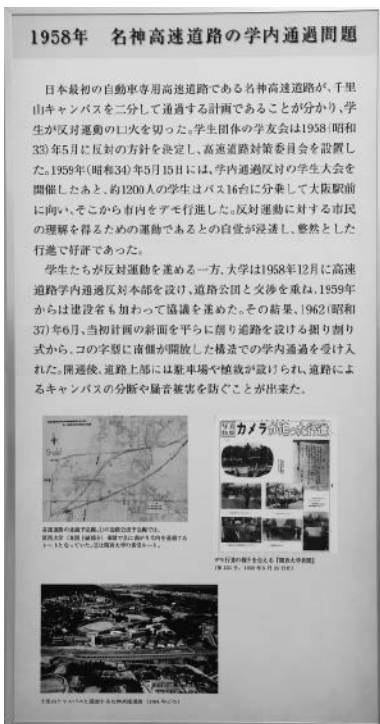 1958年 名神高速道路の学内通過問題
日本最初の自動車専用高速道路である名神高速道路が、千里
山キャンパスを二分して通過する計画であることが分かり、学
生が反対運動の口火を切った。学生団体の学友会は1958(昭和
33)年5月に反対の方針を決定し、高速道路対策委員会を設置し
た。1959年(昭和34)年5月15日には、学内通過反対の学生大会を
開催したあと、約1200人の学生はバス16台に分乗して大阪駅前
に向い、そこから市内をデモ行進した。反対運動に対する市民
の理解を得るための運動であるとの自覚が浸透し、整然とした
行進で好評であった。
学生たちが反対運動を進める一方、大学は1958年12月に高速
道路学内通過反対本部を設け、道路公団と交渉を重ね、1959年
からは建設省も加わって協議を進めた。その結果、1962(昭和
37)年6月、当初計画の斜面を平らに削り道路を設ける掘り割り
式から、コの字型に南側が開放した構造での学内通過を受け入
れた。開通後、道路上部には駐車場や植栽が設けられ、道路によ
るキャンパスの分断や騒音被害を防ぐことが出来た。
カメラ
デモ行進の様子を伝える『関西大学新聞』